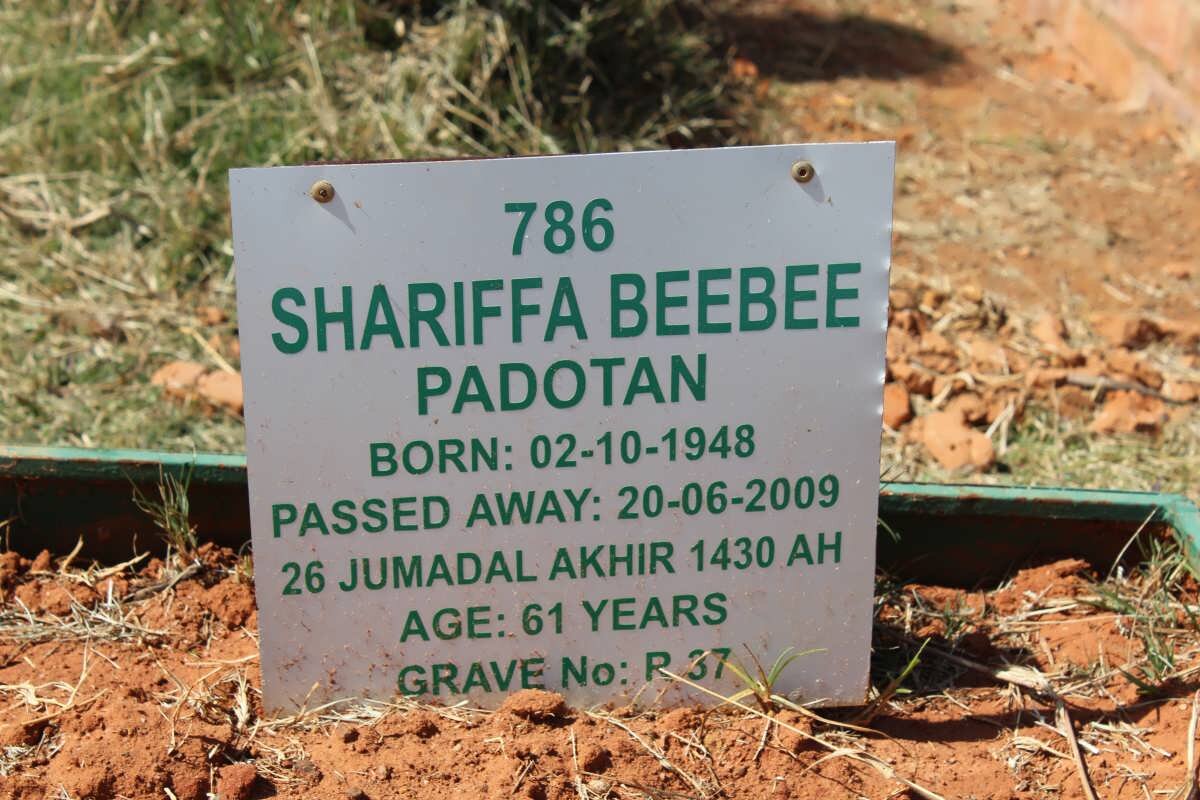 786
SHARIFFA BEEBEE
PADOTAN
BORN: 02-10-1948
PASSED AWAY: 20-06-2009
26 JUMADAL AKHIR 1430 AH
AGE: 61 YEARS
GRAVE No: R 37